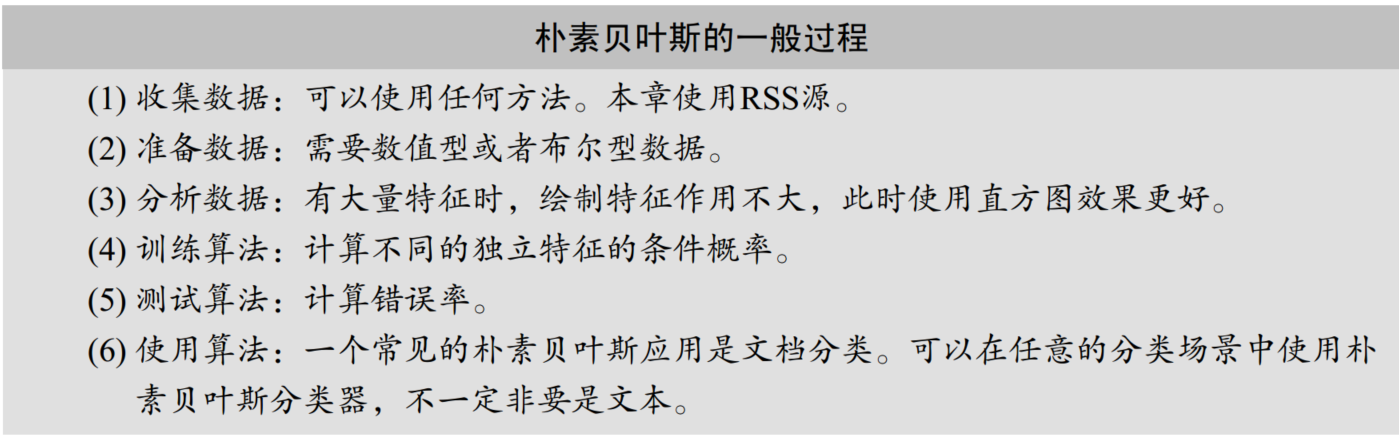 朴素贝叶斯的一般过程
(1) 收集数据：可以使用任何方法。本章使用RSS源。
(2) 准备数据：需要数值型或者布尔型数据。
(3) 分析数据：有大量特征时，绘制特征作用不大，此时使用直方图效果更好。
(4) 训练算法：计算不同的独立特征的条件概率。
(5) 测试算法：计算错误率。
(6) 使用算法：一个常见的朴素贝叶斯应用是文档分类。可以在任意的分类场景中使用朴
素贝叶斯分类器，不一定非要是文本。